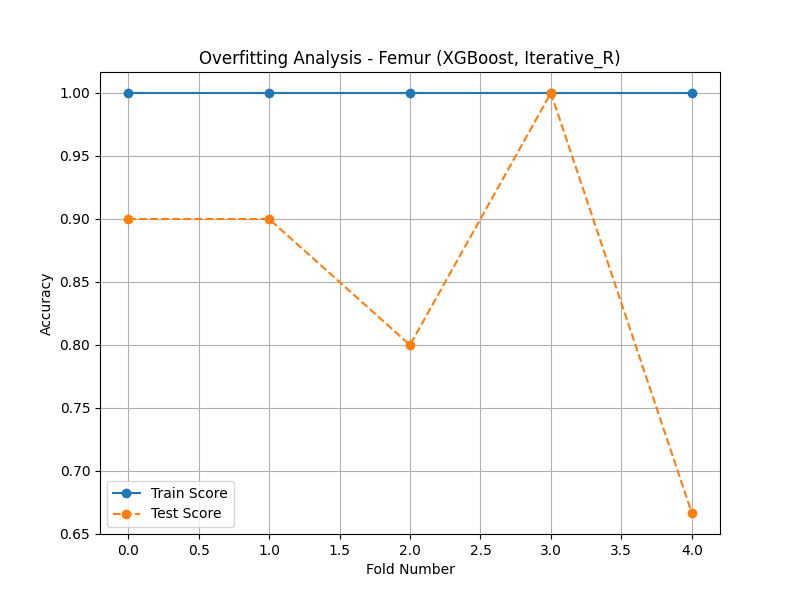 Overfitting Analysis - Femur (XGBoost, Iterative_R)
1.00
0.95
0.90
0.85
0.80
0.75
0.70
0.65
Accuracy
Train Score
Test Score
0.0 0.5 1.0 1.5 2.0 2.5 3.0 3.5 4.0
Fold Number